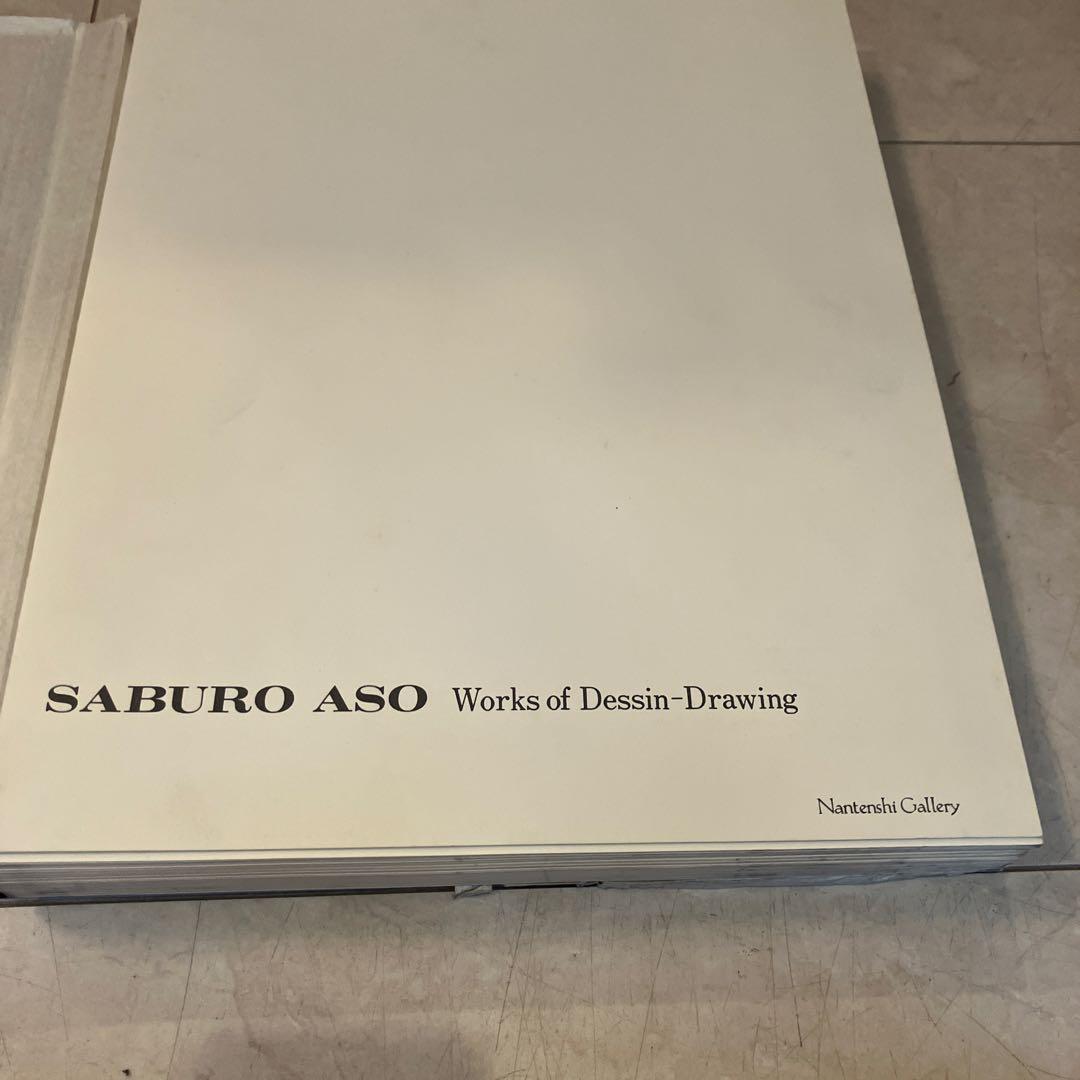 SABURO ASO Works of Dessin-Drawing
Nantenshi Gallery